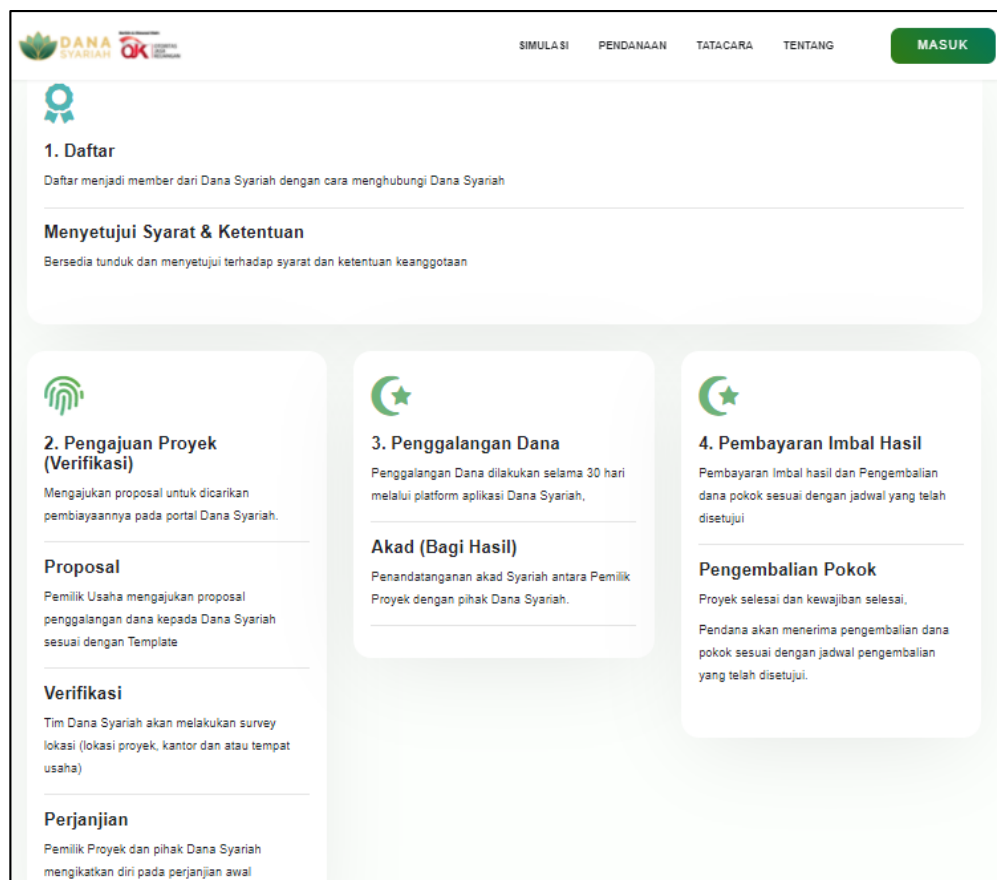 DANA
SYARIAH
OJK
OTORITAS
JASA
KEUANGAN
SIMULASI
PENDANAAN
TATACARA
TENTANG
MASUK
1. Daftar
Daftar menjadi member dari Dana Syariah dengan cara menghubungi Dana Syariah
Menyetujui Syarat & Ketentuan
Bersedia tunduk dan menyetujui terhadap syarat dan ketentuan keanggotaan
2. Pengajuan Proyek
(Verifikasi)
Mengajukan proposal untuk dicarikan
pembiayaannya pada portal Dana Syariah.
Proposal
Pemilik Usaha mengajukan proposal
penggalangan dana kepada Dana Syariah
sesuai dengan Template
Verifikasi
Tim Dana Syariah akan melakukan survey
lokasi (lokasi proyek, kantor dan atau tempat
usaha)
Perjanjian
Pemilik Proyek dan pihak Dana Syariah
mengikatkan diri pada perjanjian awal
3. Penggalangan Dana
Penggalangan Dana dilakukan selama 30 hari
melalui platform aplikasi Dana Syariah,
Akad (Bagi Hasil)
Penandatanganan akad Syariah antara Pemilik
Proyek dengan pihak Dana Syariah.
4. Pembayaran Imbal Hasil
Pembayaran Imbal hasil dan Pengembalian
dana pokok sesuai dengan jadwal yang telah
disetujui
Pengembalian Pokok
Proyek selesai dan kewajiban selesai,
Pendana akan menerima pengembalian dana
pokok sesuai dengan jadwal pengembalian
yang telah disetujui.